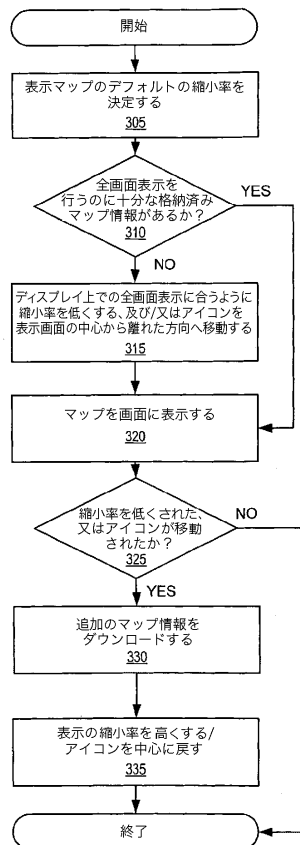 開始
表示マップのデフォルトの縮小率を
決定する
305
全画面表示を
行うのに十分な格納済み
マップ情報があるか？
310
YES
NO
ディスプレイ上での全画面表示に合うように
縮小率を低くする、及び/又はアイコンを
表示画面の中心から離れた方向へ移動する
315
マップを画面に表示する
320
縮小率を低くされた、
又はアイコンが移動
されたか？
325
NO
YES
追加のマップ情報を
ダウンロードする
330
表示の縮小率を高くする/
アイコンを中心に戻す
335
終了